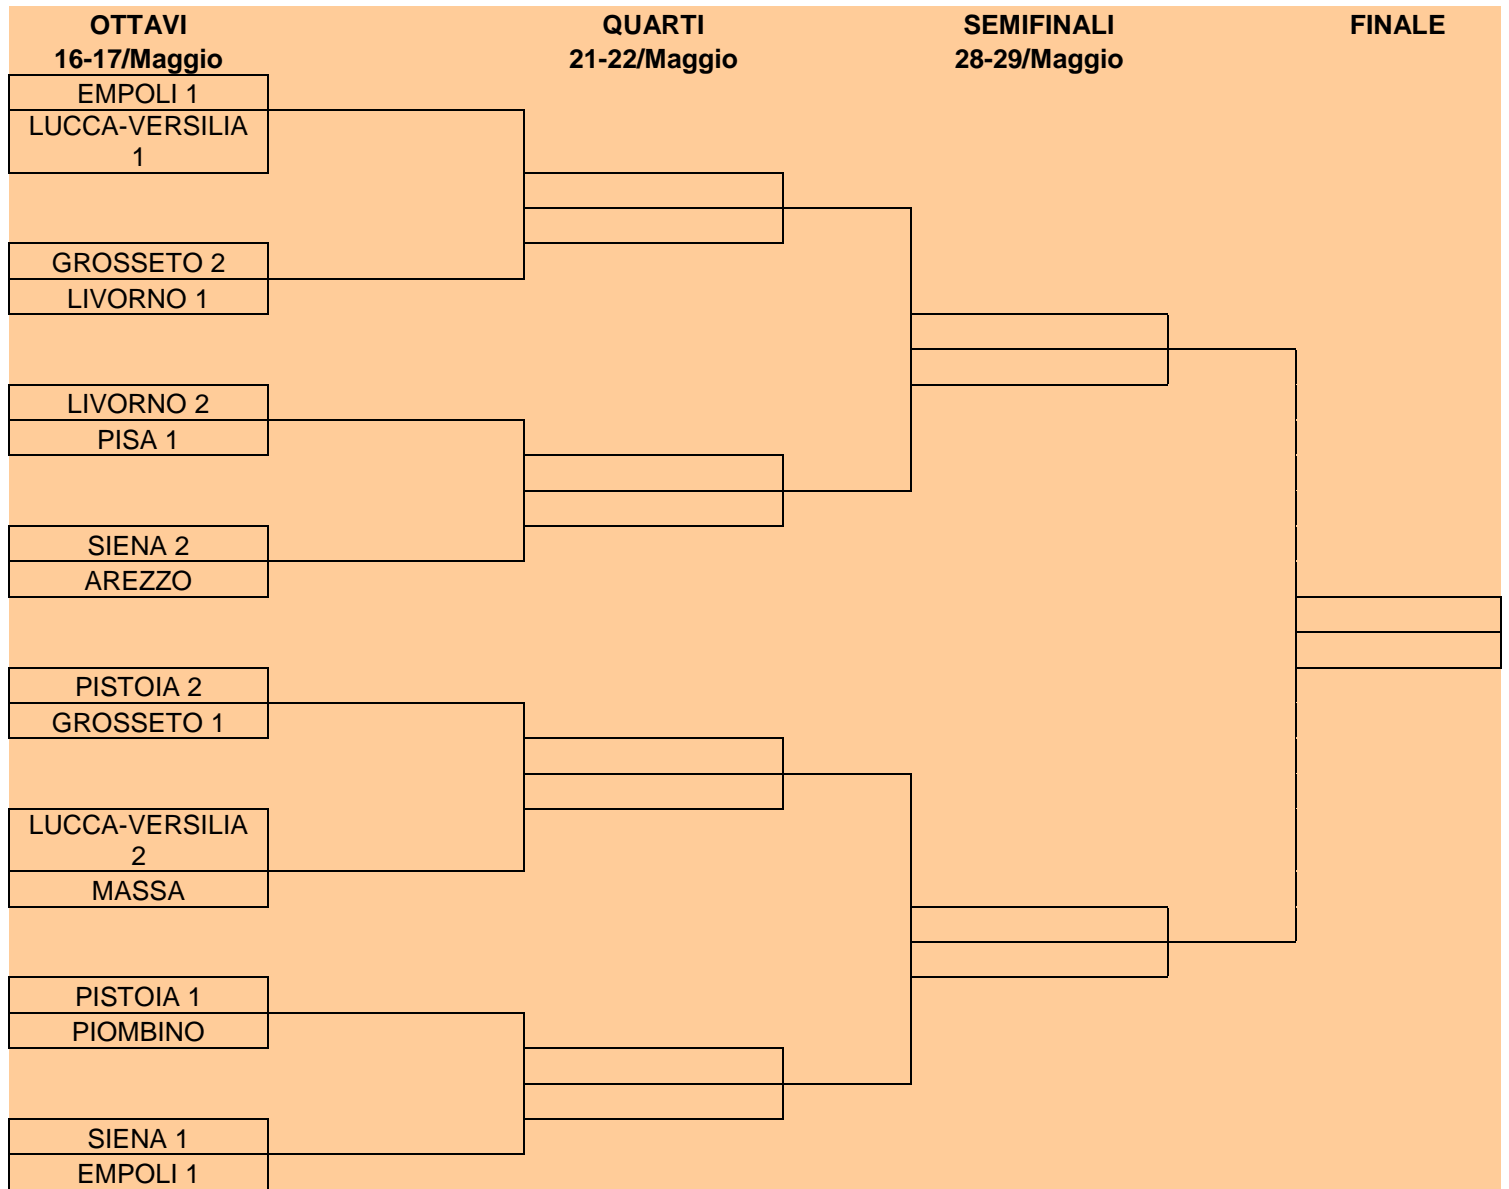 OTTAVI QUARTI SEMIFINALI FINALE
16-17/Maggio 21-22/Maggio 28-29/Maggio
EMPOLI 1
LUCCA-VERSILIA
1
GROSSETO 2
LIVORNO 1
LIVORNO 2
PISA 1
SIENA 2
AREZZO
PISTOIA 2
GROSSETO 1
LUCCA-VERSILIA
2
MASSA
PISTOIA 1
PIOMBINO
SIENA 1
EMPOLI 1